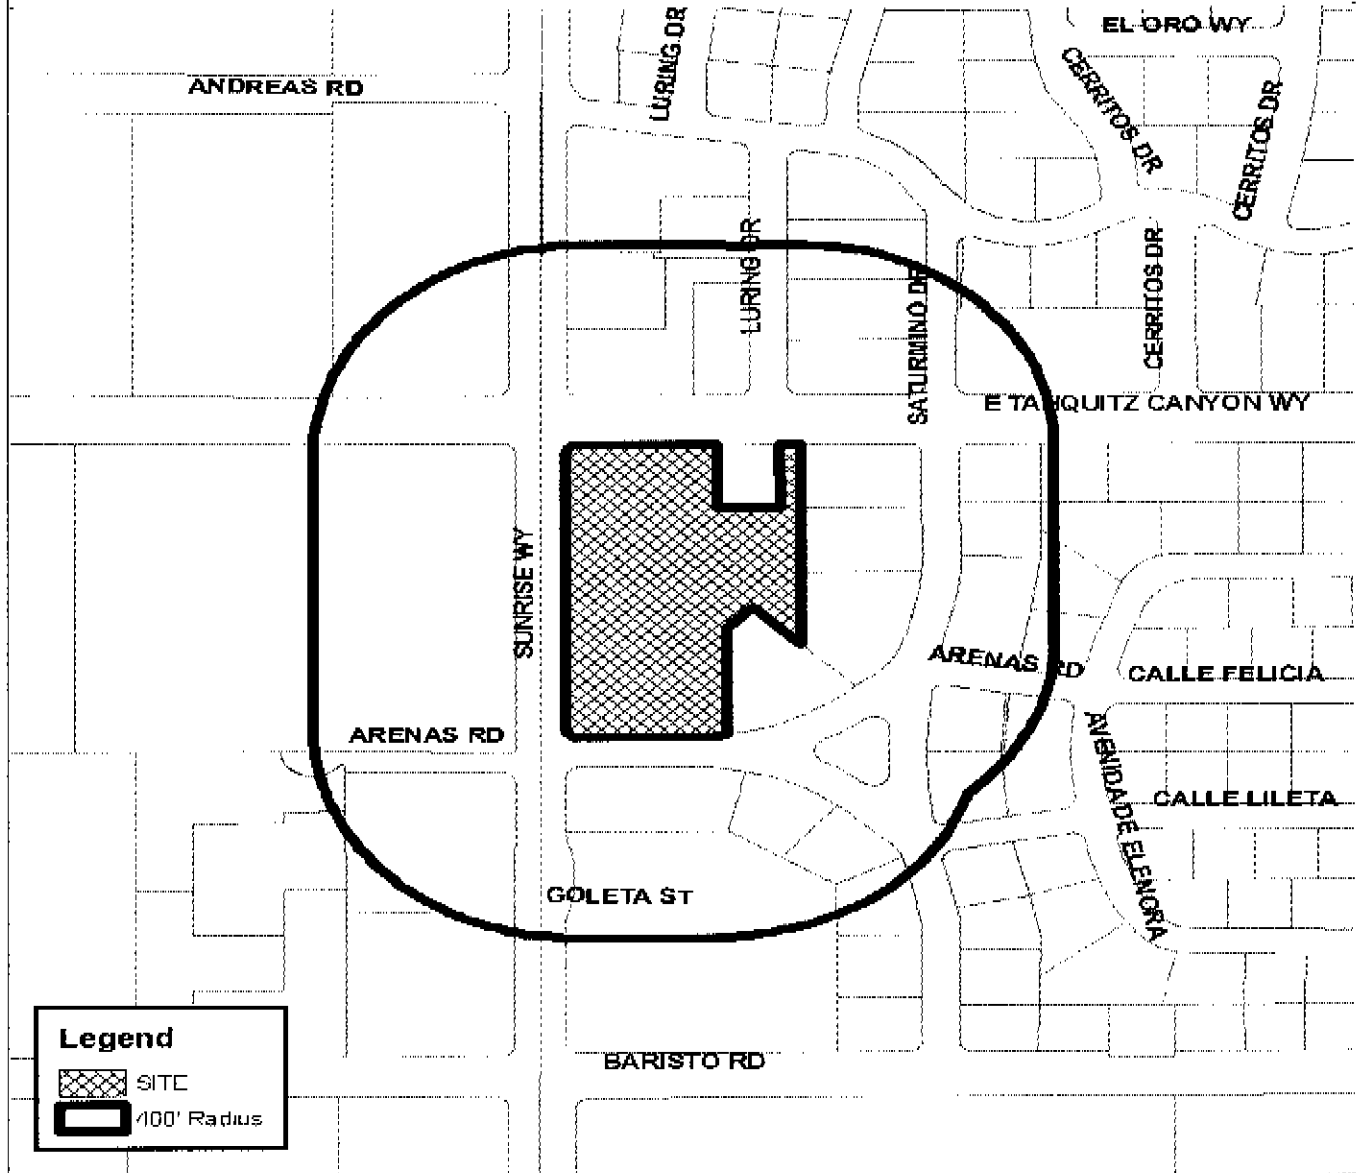 EL ORO WY
LURING DR
ANDREAS RD
CERRITOS DR
CERRITOS DR
LURING DR
CERRITOS DR
SATURMINO DR
E TAHQUITZ CANYON WY
SUNRISE WY
ARENAS RD
CALLE FELICIA
ARENAS RD
AVENIDA DE ELENORA
CALLE LILETA
GOLETA ST
BARISTO RD
Legend
SITE
400' Radius